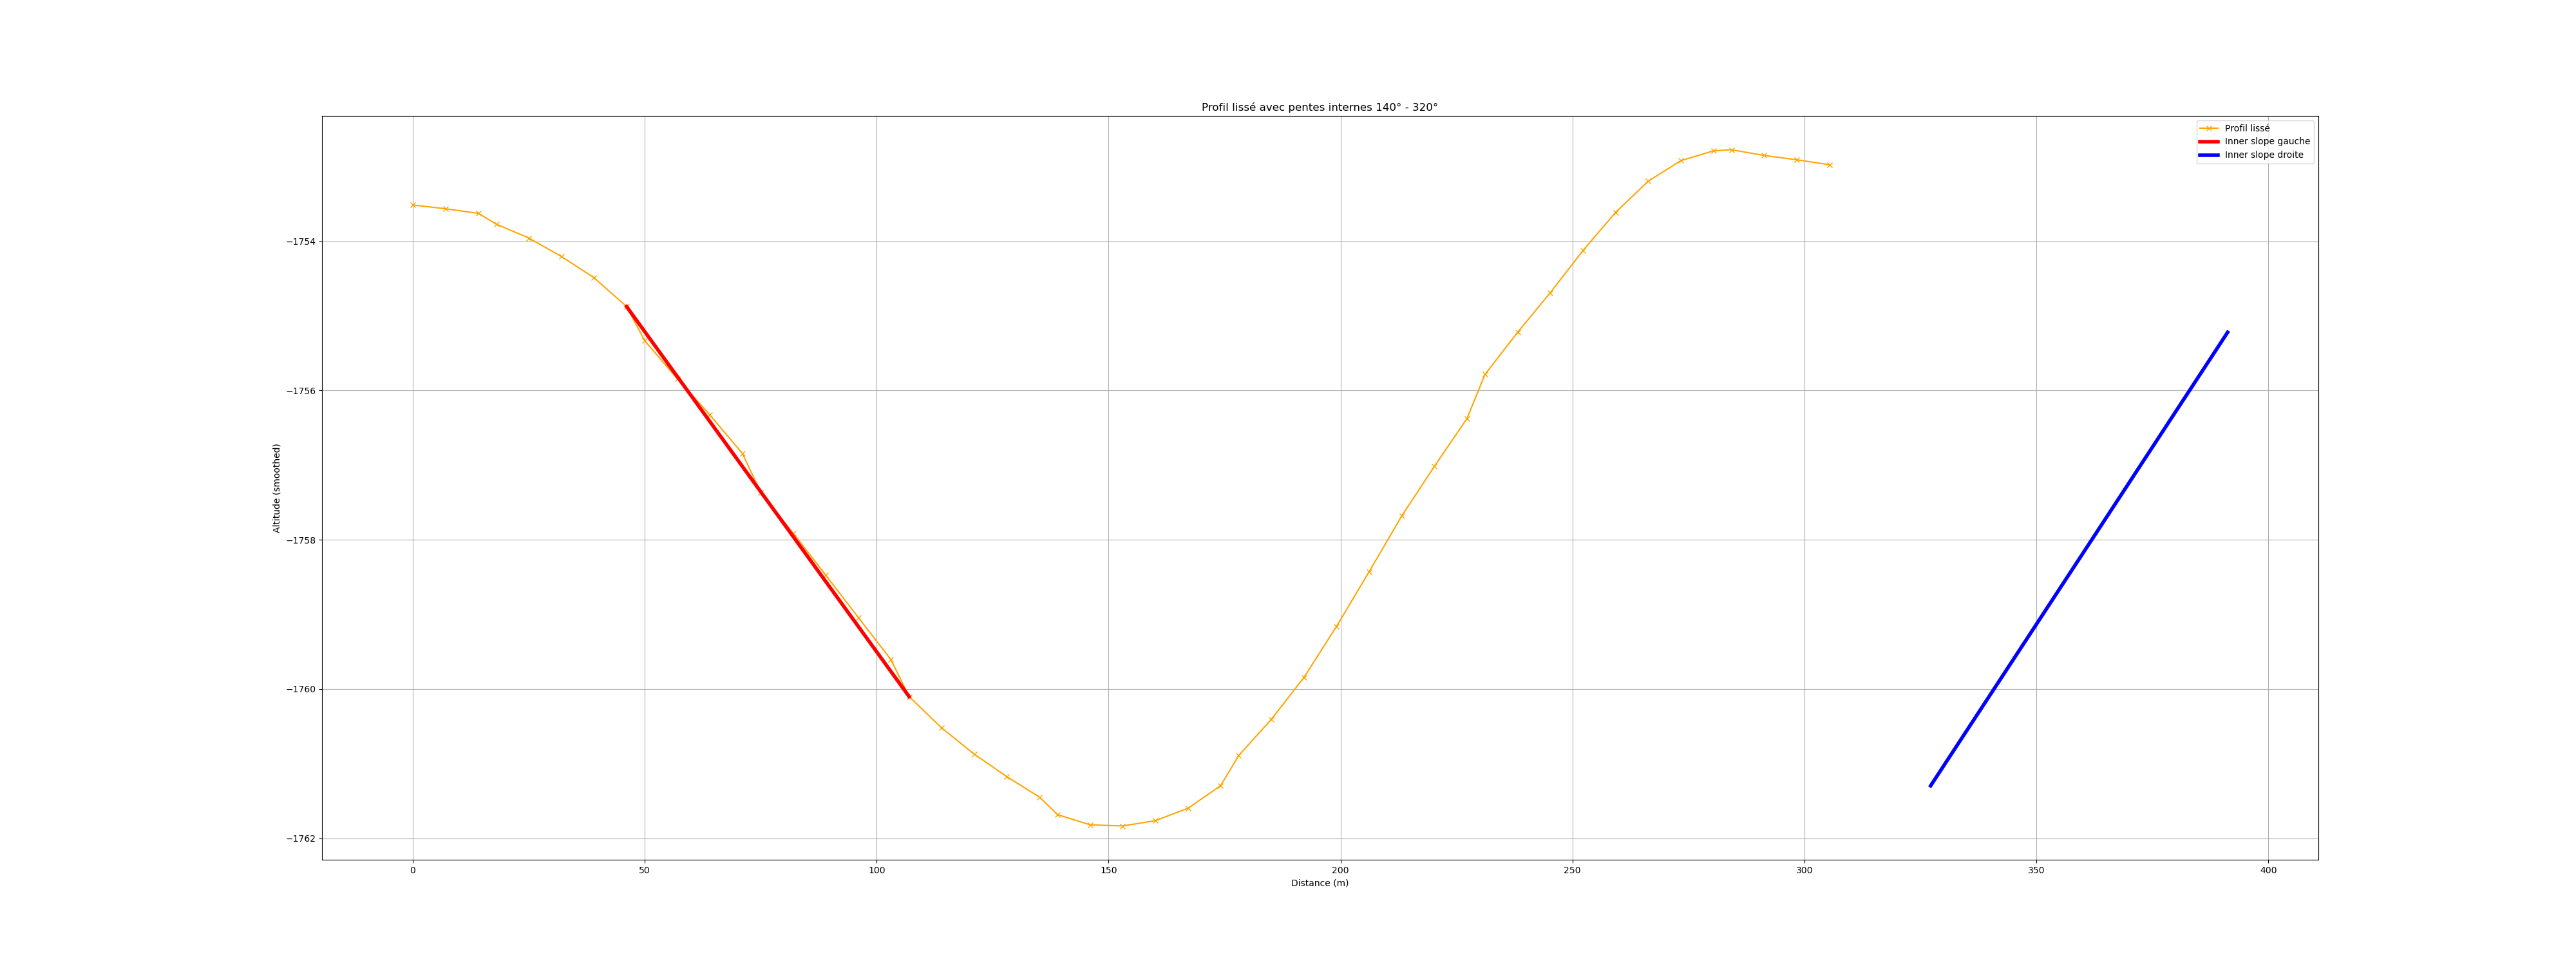 Profil lissé avec pentes internes 140° - 320°
Profil lissé
Inner slope gauche
Inner slope droite
Altitude (smoothed)
−1754
−1756
−1758
−1760
−1762
0 50 100 150 200 250 300 350 400
Distance (m)